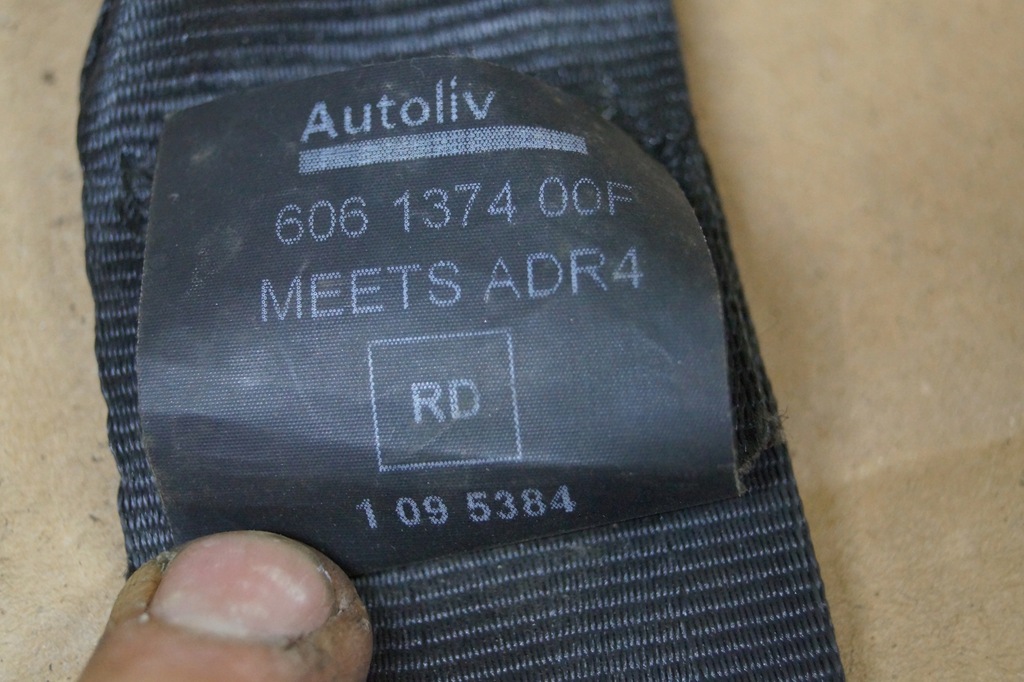 Autoliv
606 1374 00F
MEETS ADR4
RD
1 09 5384